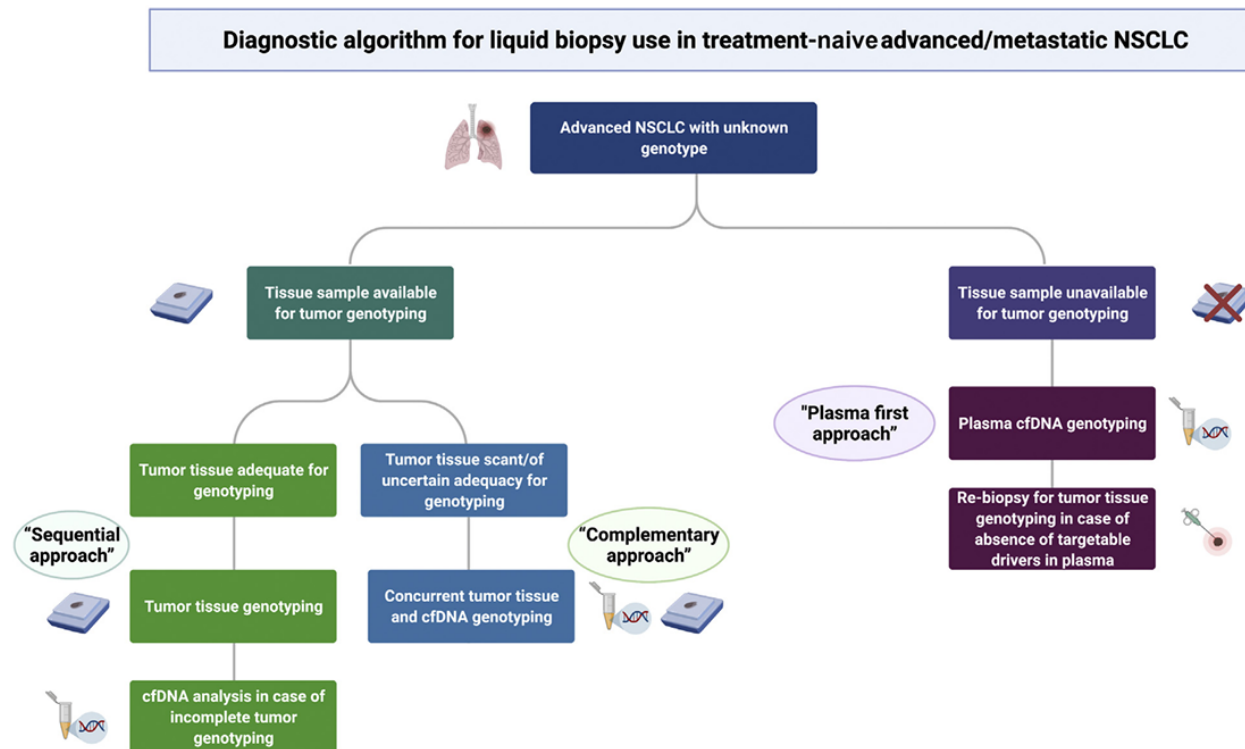 Diagnostic algorithm for liquid biopsy use in treatment-naive advanced/metastatic NSCLC
Advanced NSCLC with unknown
genotype
Tissue sample available
for tumor genotyping
Tissue sample unavailable
for tumor genotyping
"Plasma first
approach”
Plasma cfDNA genotyping
Tumor tissue adequate for
genotyping
Tumor tissue scant/of
uncertain adequacy for
genotyping
Re-biopsy for tumor tissue
genotyping in case of
absence of targetable
drivers in plasma
“Sequential
approach”
“Complementary
approach”
Tumor tissue genotyping
Concurrent tumor tissue
and cfDNA genotyping
cfDNA analysis in case of
incomplete tumor
genotyping